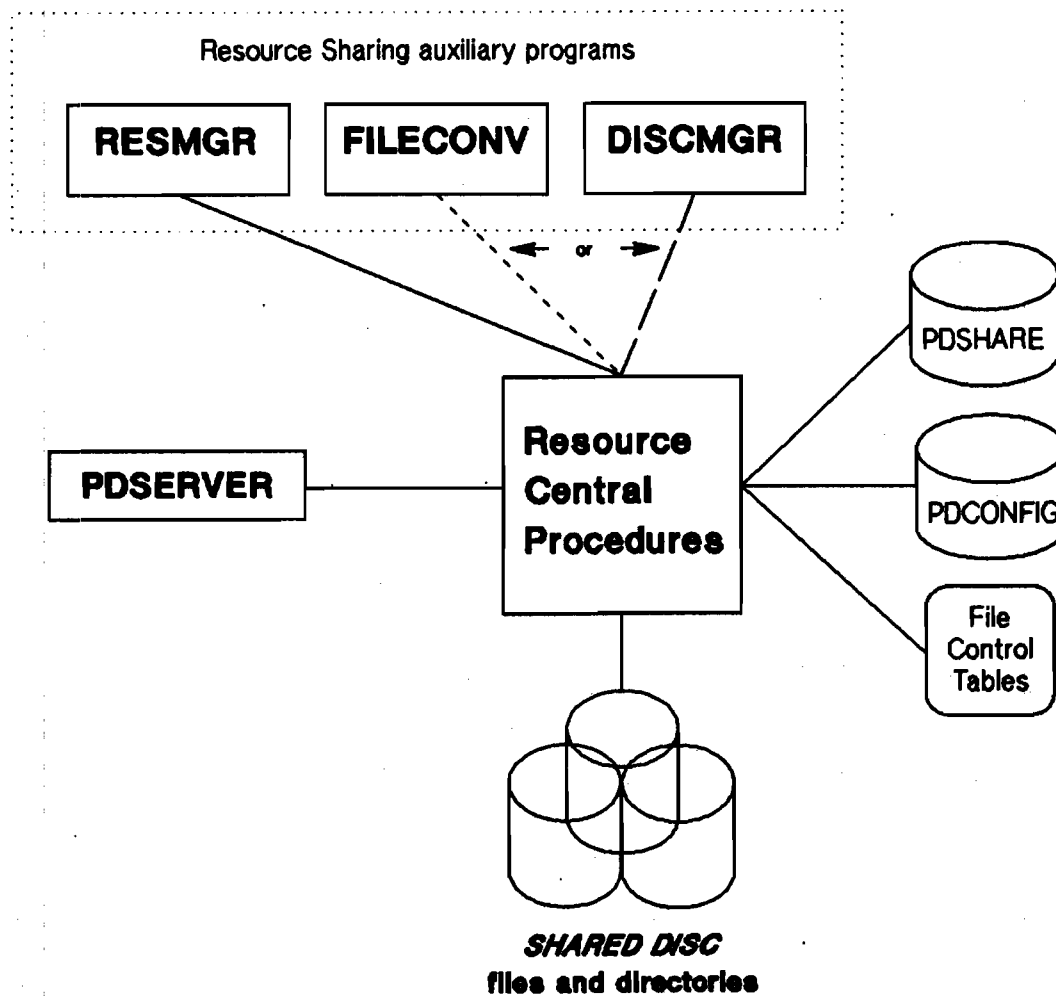 Resource Sharing auxiliary programs
RESMGR
FILECONV
DISCMGR
or
PDSHARE
Resource
Central
Procedures
PDSERVER
PDCONFIG
File
Control
Tables
SHARED DISC
files and directories